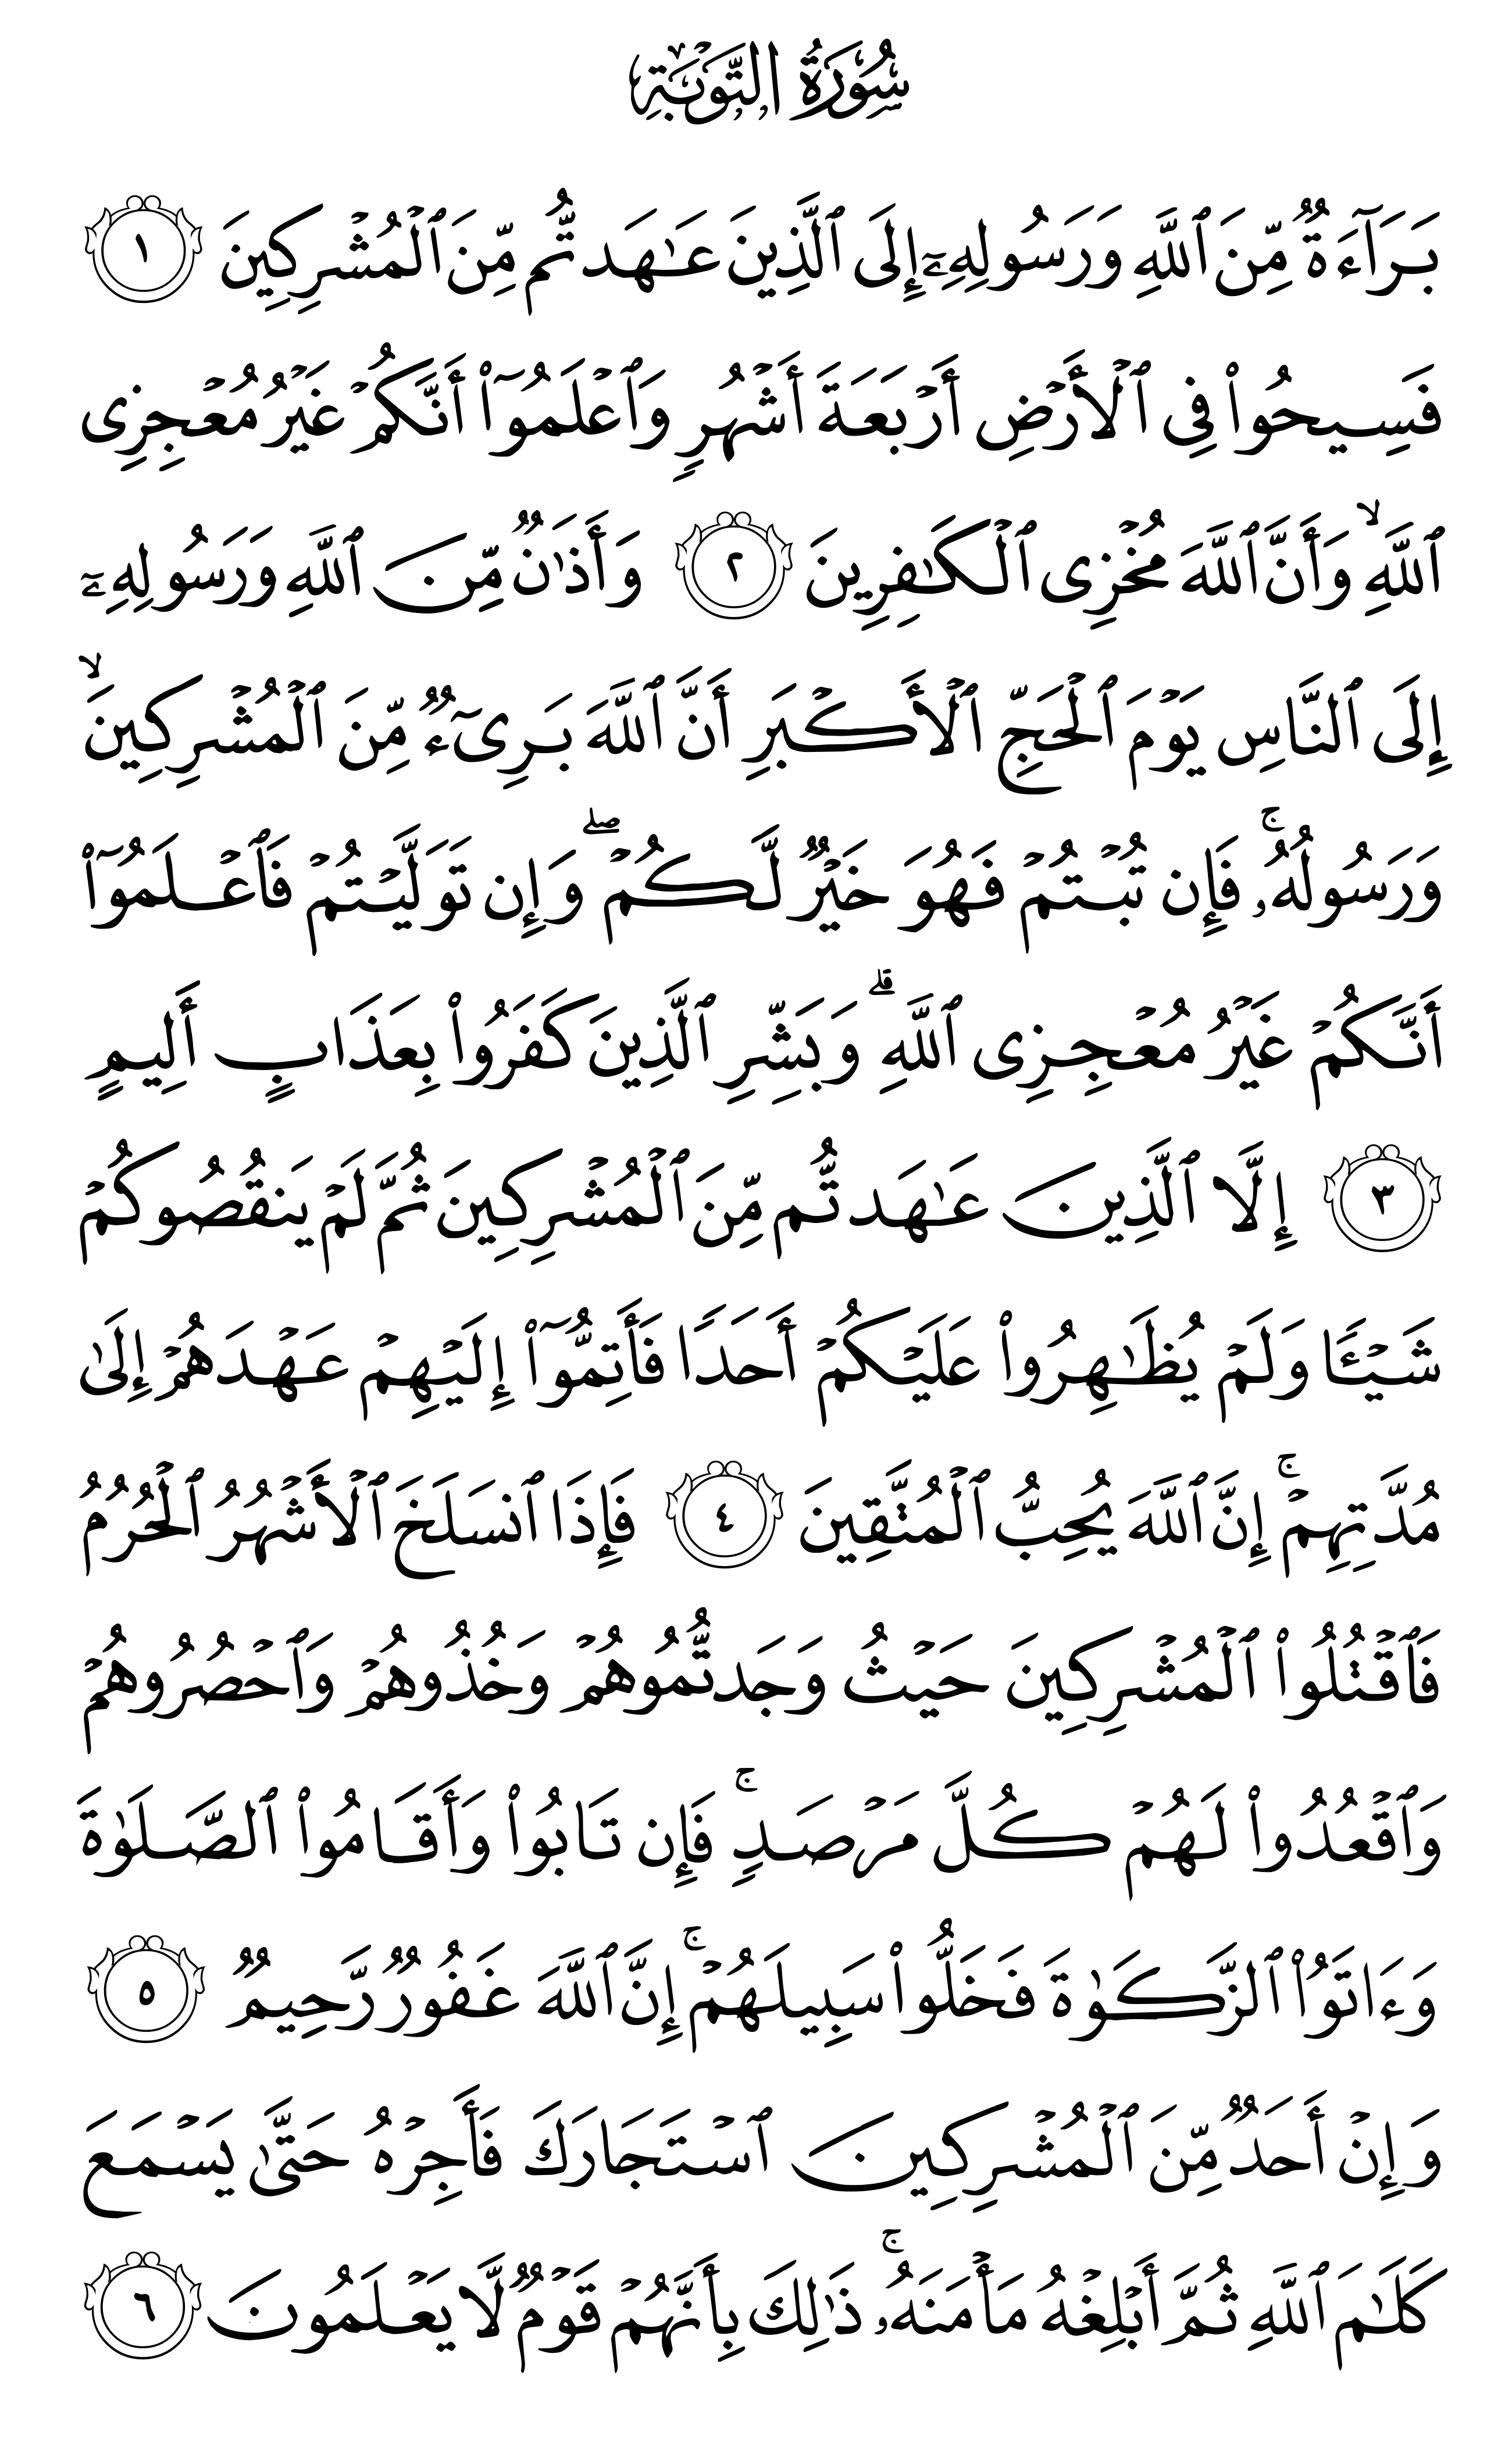 سُورَةُ التَّوْبَةِ
بَرَآءَةٌ مِّنَ ٱللَّهِ وَرَسُولِهِۦٓ إِلَى ٱلَّذِينَ عَـٰهَدتُّم مِّنَ ٱلْمُشْرِكِينَ ١
فَسِيحُوا۟ فِى ٱلْأَرْضِ أَرْبَعَةَ أَشْهُرٍ وَٱعْلَمُوٓا۟ أَنَّكُمْ غَيْرُ مُعْجِزِى
ٱللَّهِ ۙ وَأَنَّ ٱللَّهَ مُخْزِى ٱلْكَـٰفِرِينَ ٢ وَأَذَٰنٌ مِّنَ ٱللَّهِ وَرَسُولِهِۦٓ
إِلَى ٱلنَّاسِ يَوْمَ ٱلْحَجِّ ٱلْأَكْبَرِ أَنَّ ٱللَّهَ بَرِىٓءٌ مِّنَ ٱلْمُشْرِكِينَ ۙ
وَرَسُولُهُۥ ۚ فَإِن تُبْتُمْ فَهُوَ خَيْرٌ لَّكُمْ ۖ وَإِن تَوَلَّيْتُمْ فَٱعْلَمُوٓا۟
أَنَّكُمْ غَيْرُ مُعْجِزِى ٱللَّهِ ۗ وَبَشِّرِ ٱلَّذِينَ كَفَرُوا۟ بِعَذَابٍ أَلِيمٍ
٣ إِلَّا ٱلَّذِينَ عَـٰهَدتُّم مِّنَ ٱلْمُشْرِكِينَ ثُمَّ لَمْ يَنقُصُوكُمْ
شَيْـًٔا وَلَمْ يُظَـٰهِرُوا۟ عَلَيْكُمْ أَحَدًا فَأَتِمُّوٓا۟ إِلَيْهِمْ عَهْدَهُمْ إِلَىٰ
مُدَّتِهِمْ ۚ إِنَّ ٱللَّهَ يُحِبُّ ٱلْمُتَّقِينَ ٤ فَإِذَا ٱنسَلَخَ ٱلْأَشْهُرُ ٱلْحُرُمُ
فَٱقْتُلُوا۟ ٱلْمُشْرِكِينَ حَيْثُ وَجَدتُّمُوهُمْ وَخُذُوهُمْ وَٱحْصُرُوهُمْ
وَٱقْعُدُوا۟ لَهُمْ كُلَّ مَرْصَدٍ ۚ فَإِن تَابُوا۟ وَأَقَامُوا۟ ٱلصَّلَوٰةَ
وَءَاتَوُا۟ ٱلزَّكَوٰةَ فَخَلُّوا۟ سَبِيلَهُمْ ۚ إِنَّ ٱللَّهَ غَفُورٌ رَّحِيمٌ ٥
وَإِنْ أَحَدٌ مِّنَ ٱلْمُشْرِكِينَ ٱسْتَجَارَكَ فَأَجِرْهُ حَتَّىٰ يَسْمَعَ
كَلَـٰمَ ٱللَّهِ ثُمَّ أَبْلِغْهُ مَأْمَنَهُۥ ۚ ذَٰلِكَ بِأَنَّهُمْ قَوْمٌ لَّا يَعْلَمُونَ ٦